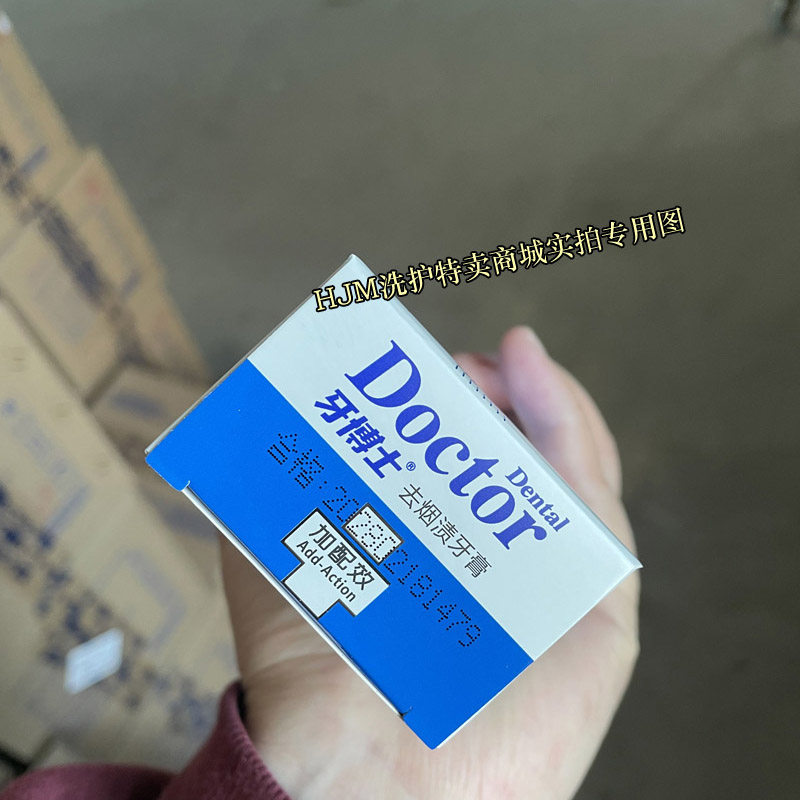 HJM洗护特卖商城实拍专用图
Doctor
Dental
牙博士®
去烟渍牙膏
加配效
Add-Action